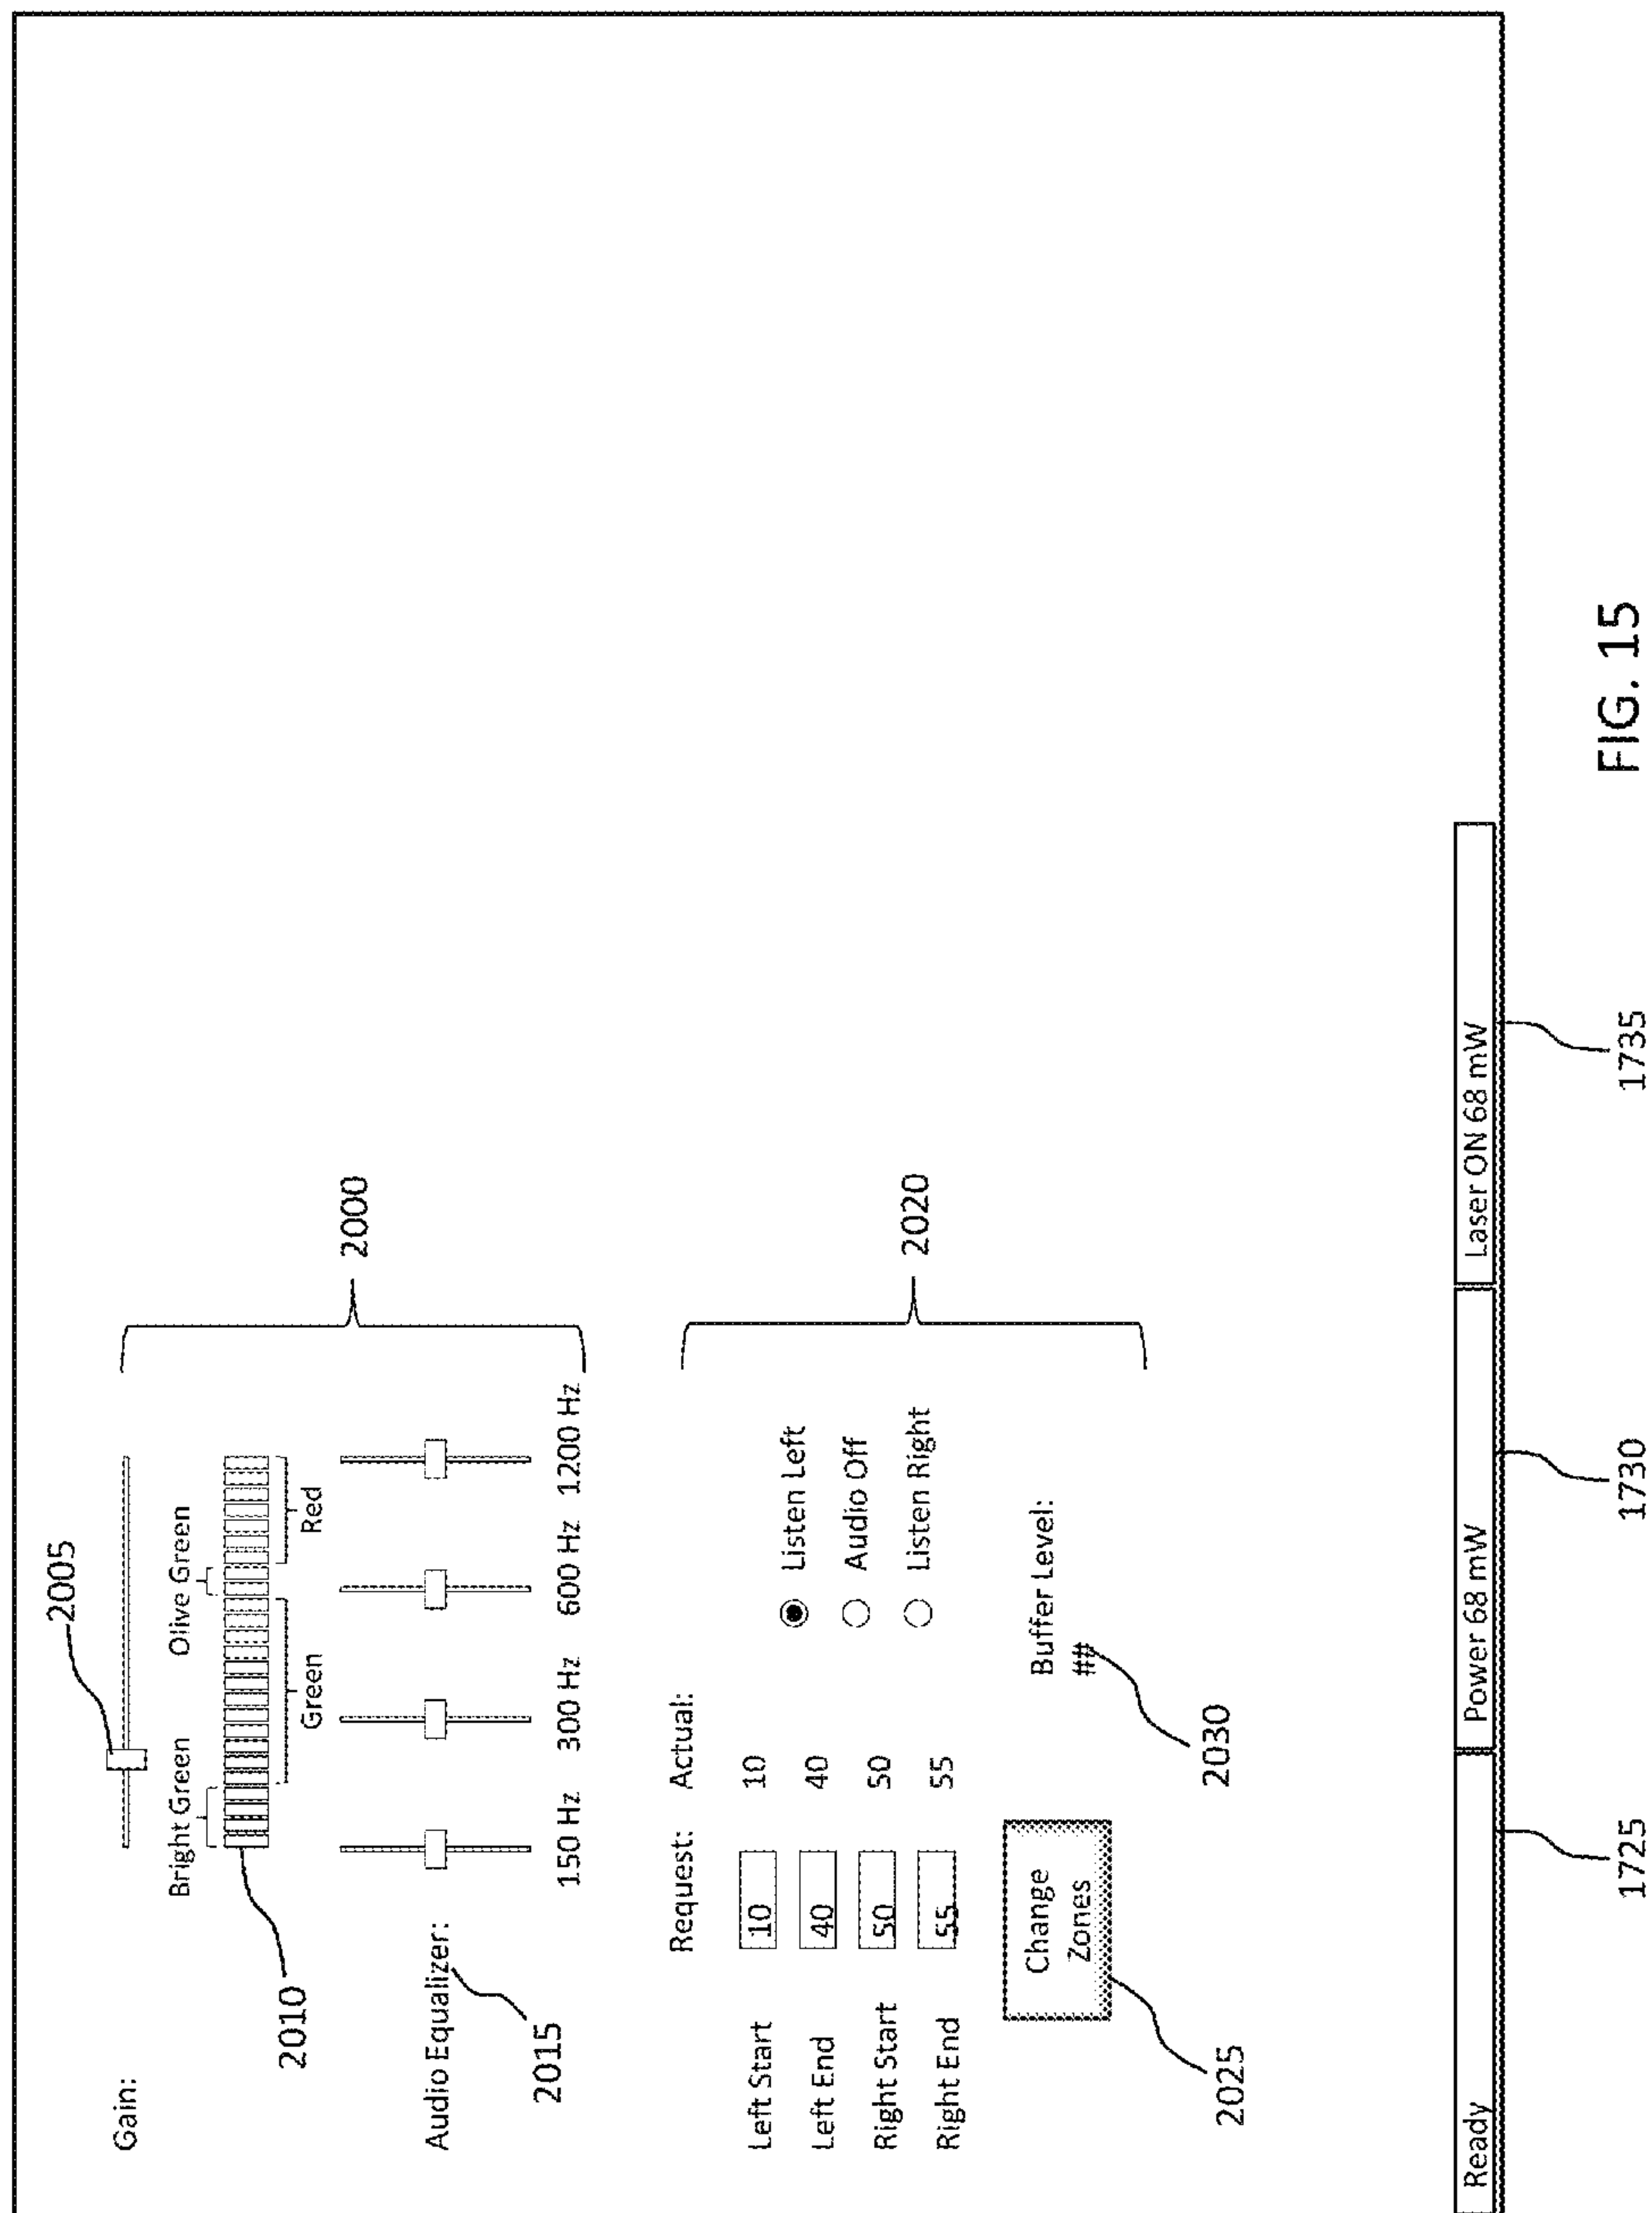 2005
Gain:
Bright Green
Olive Green
Green
Red
2010
2000
Audio Equalizer:
150 Hz
300 Hz
600 Hz
1200 Hz
2015
Request:
Actual:
Left Start
10
10
Listen Left
Left End
40
40
Audio Off
2020
Right Start
50
50
Listen Right
Right End
55
55
Change
Zones
Buffer Level:
##
2025
2030
Ready
Power 68 mW
Laser ON 68 mW
1725
1730
1735
FIG. 15